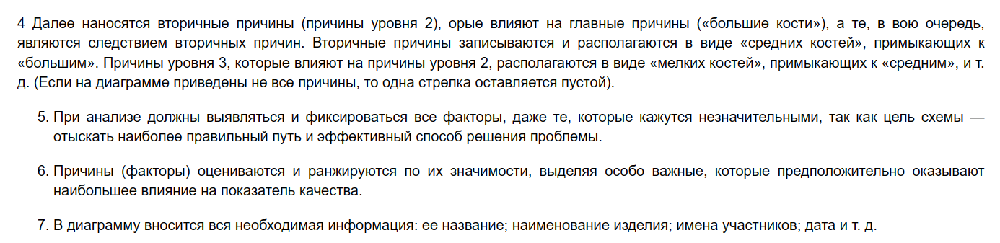 4 Далее наносятся вторичные причины (причины уровня 2), орые влияют на главные причины («большие кости»), а те, в вою очередь,
являются следствием вторичных причин. Вторичные причины записываются и располагаются в виде «средних костей», примыкающих к
«большим». Причины уровня 3, которые влияют на причины уровня 2, располагаются в виде «мелких костей», примыкающих к «средним», и т.
д. (Если на диаграмме приведены не все причины, то одна стрелка оставляется пустой).
5. При анализе должны выявляться и фиксироваться все факторы, даже те, которые кажутся незначительными, так как цель схемы —
отыскать наиболее правильный путь и эффективный способ решения проблемы.
6. Причины (факторы) оцениваются и ранжируются по их значимости, выделяя особо важные, которые предположительно оказывают
наибольшее влияние на показатель качества.
7. В диаграмму вносится вся необходимая информация: ее название; наименование изделия; имена участников; дата и т. д.